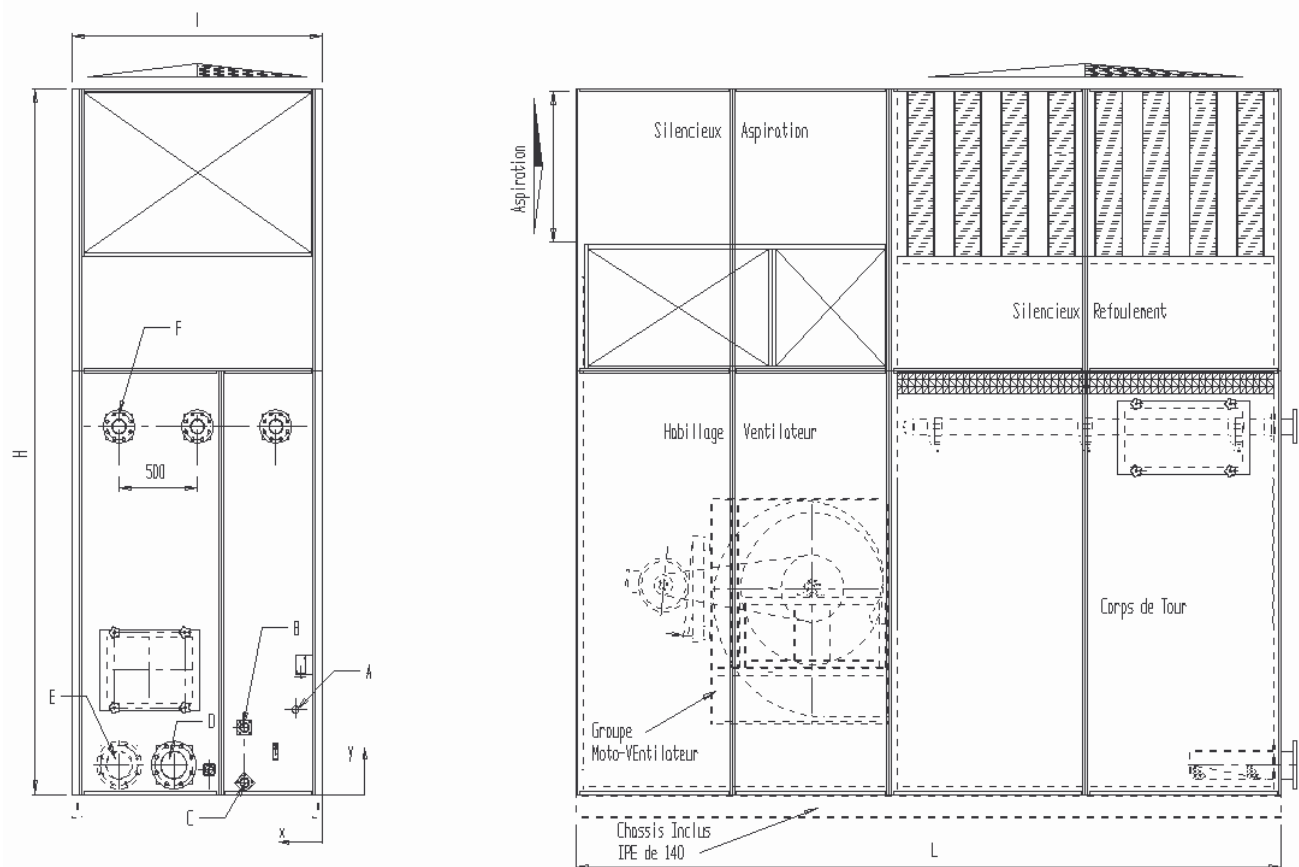 I
H
F
500
B
A
E
D
C
Y
x
Aspiration
Silencieux Aspiration
Silencieux Refoulement
Habillage Ventilateur
Corps de Tour
Groupe
Moto-VEntilateur
Chassis Inclus
IPE de 140
L